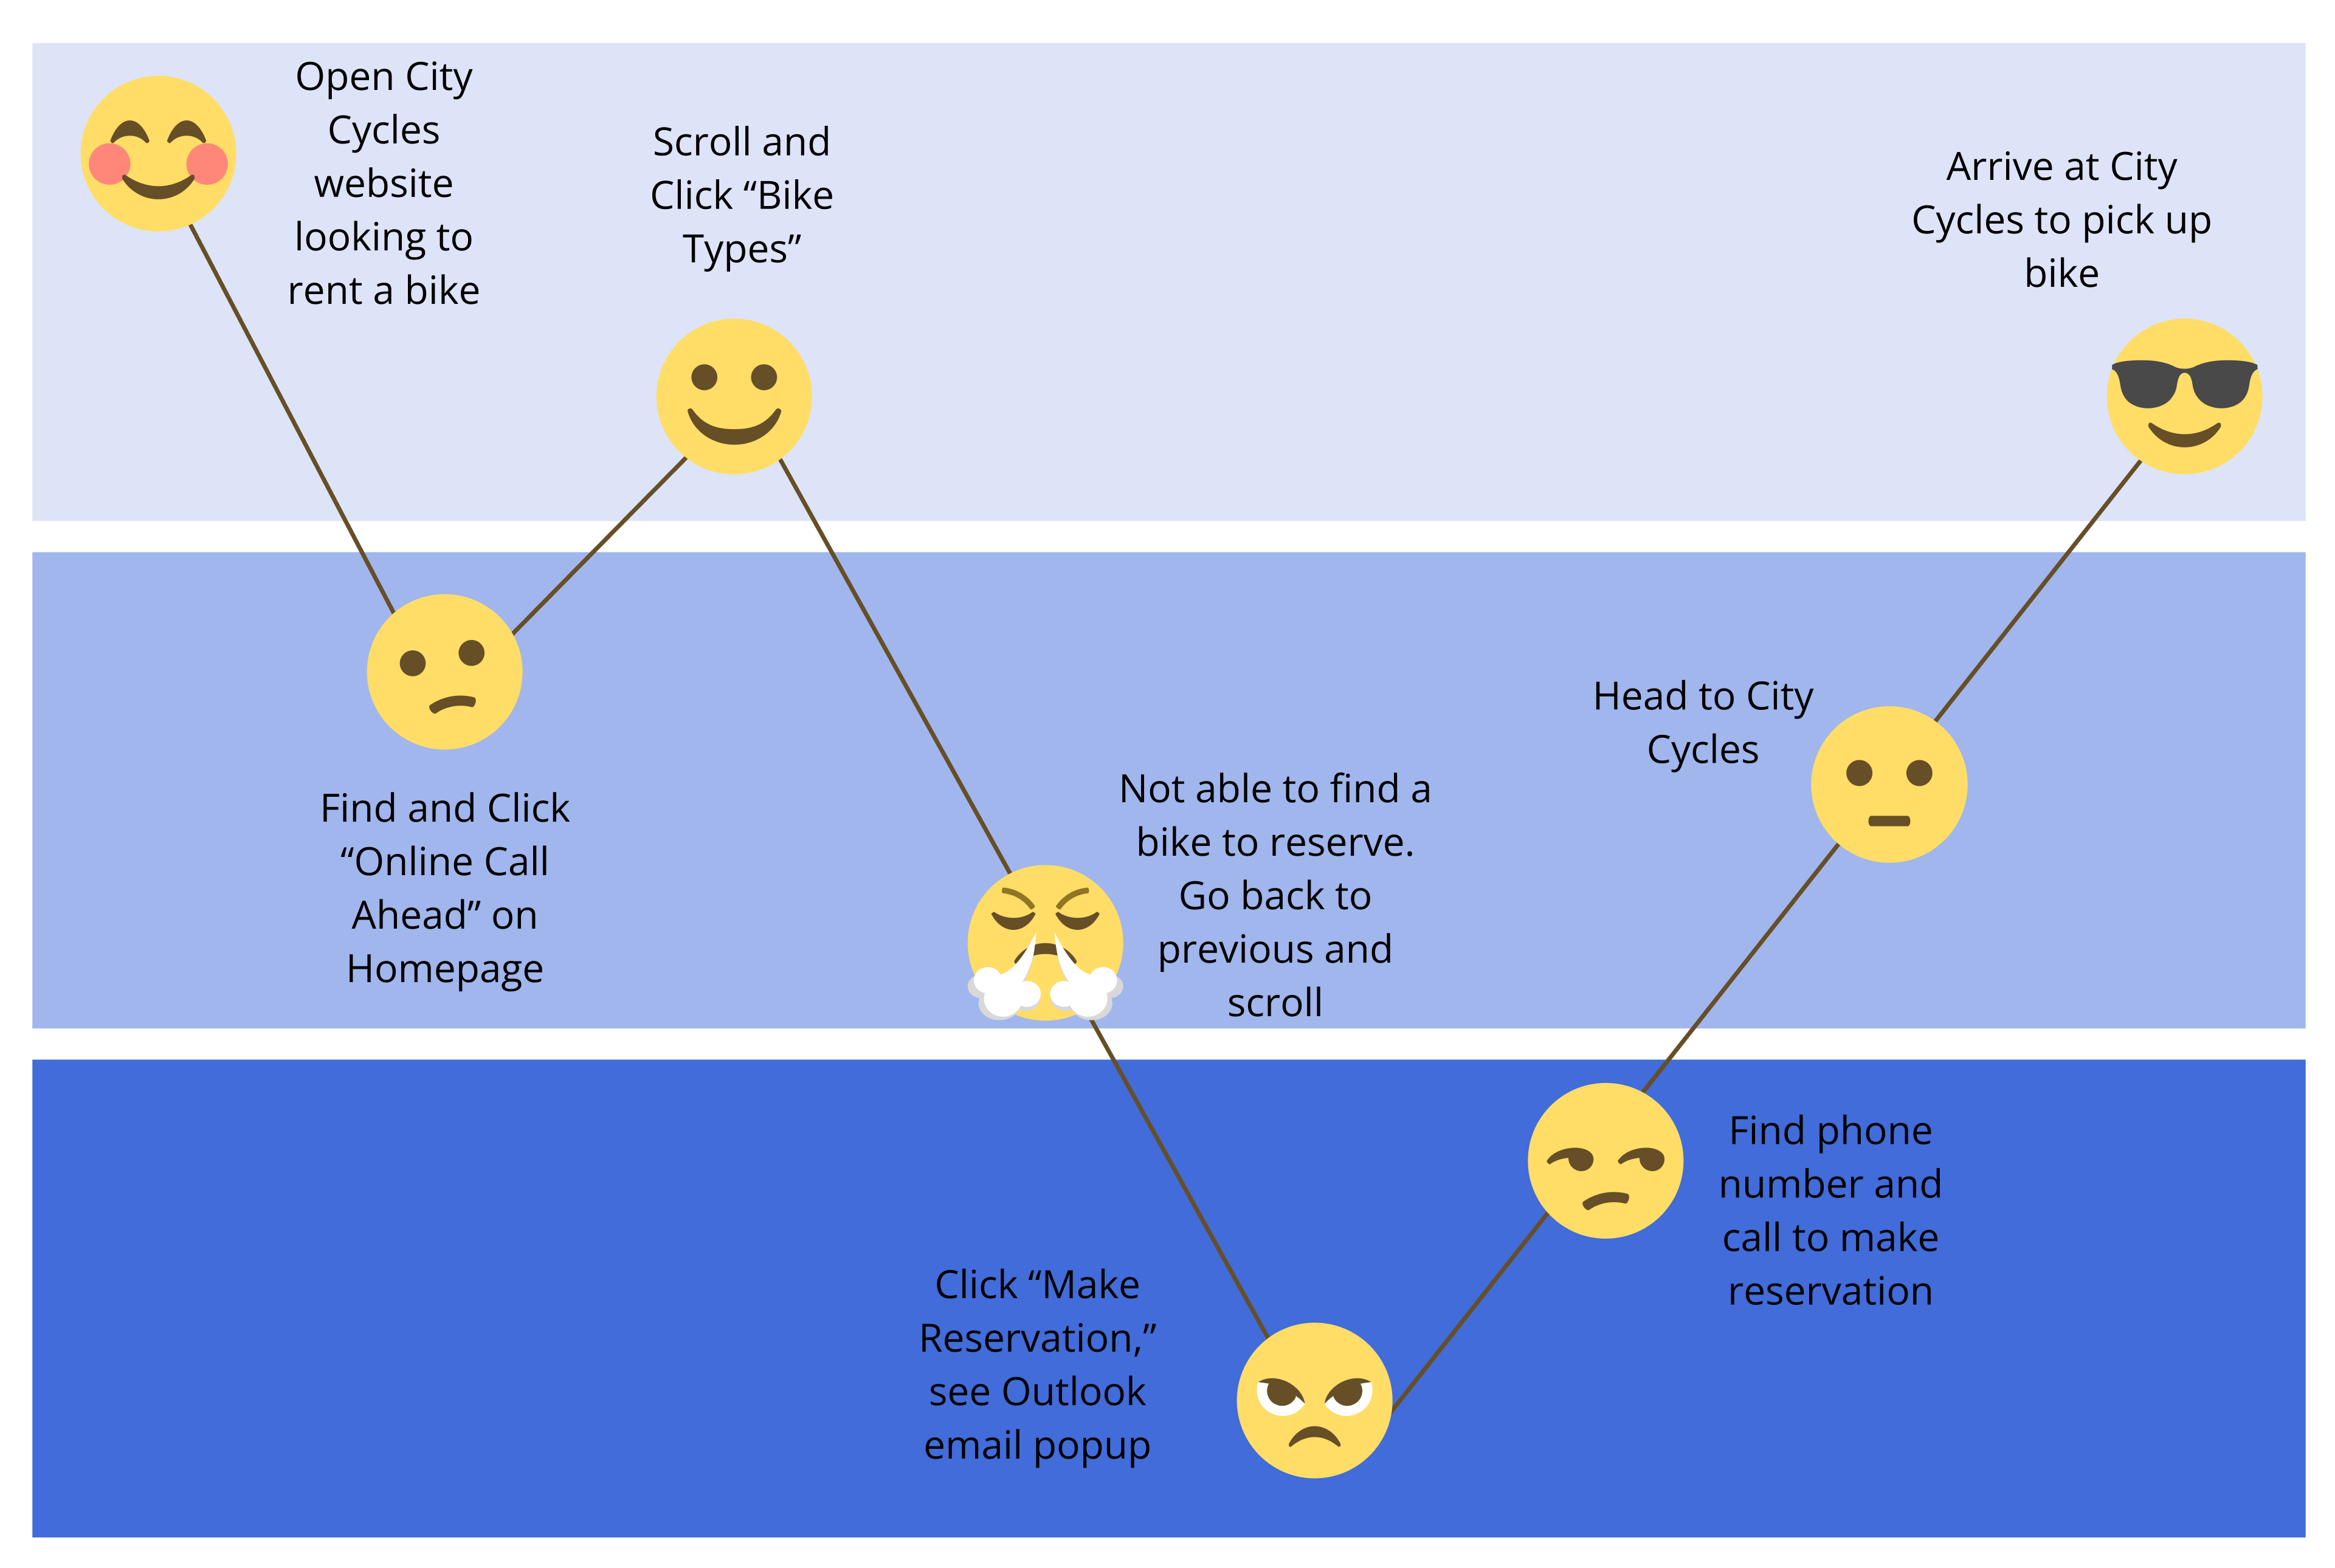 Open City
Cycles
website
looking to
rent a bike
Find and Click
“Online Call
Ahead” on
Homepage
Scroll and
Click “Bike
Types”
Not able to find a
bike to reserve.
Go back to
previous and
scroll
Click “Make
Reservation,”
see Outlook
email popup
Find phone
number and
call to make
reservation
Head to City
Cycles
Arrive at City
Cycles to pick up
bike